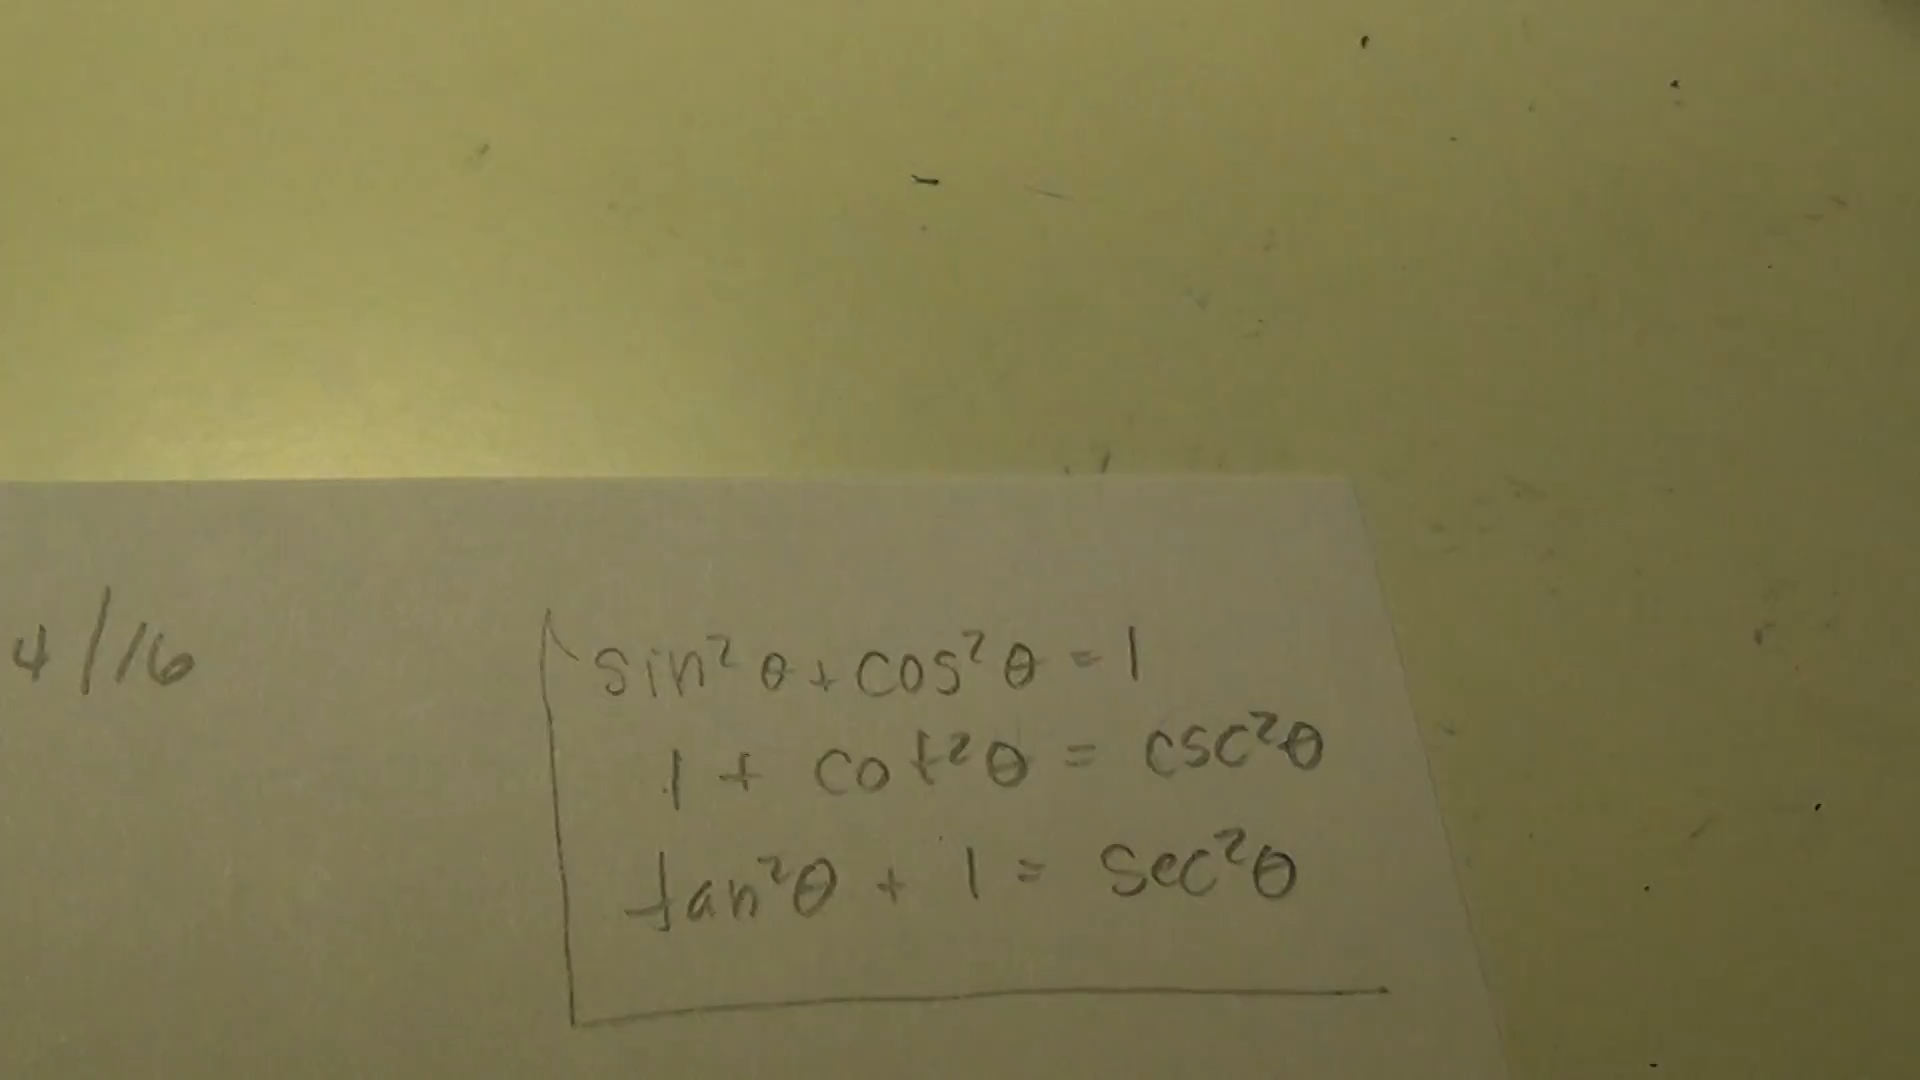 4/16
sin²θ + cos²θ = 1
1 + cot²θ = csc²θ
tan²θ + 1 = sec²θ